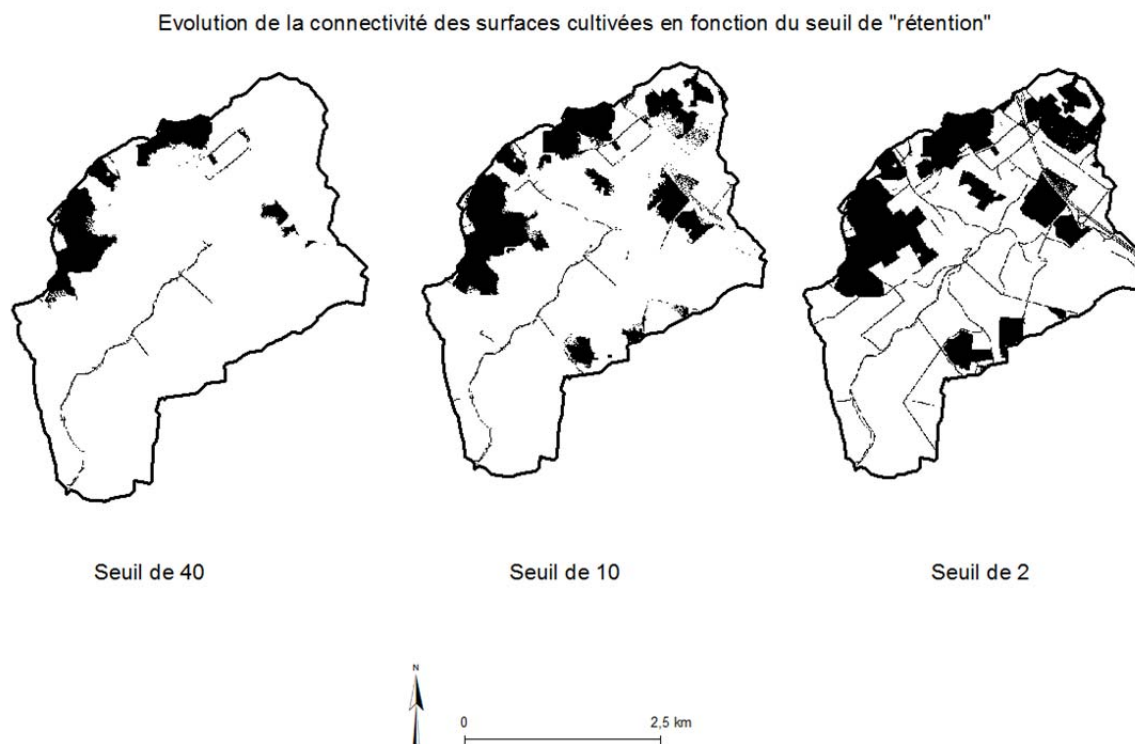 Evolution de la connectivité des surfaces cultivées en fonction du seuil de "rétention"
Seuil de 40
Seuil de 10
Seuil de 2
N
0
2,5 km